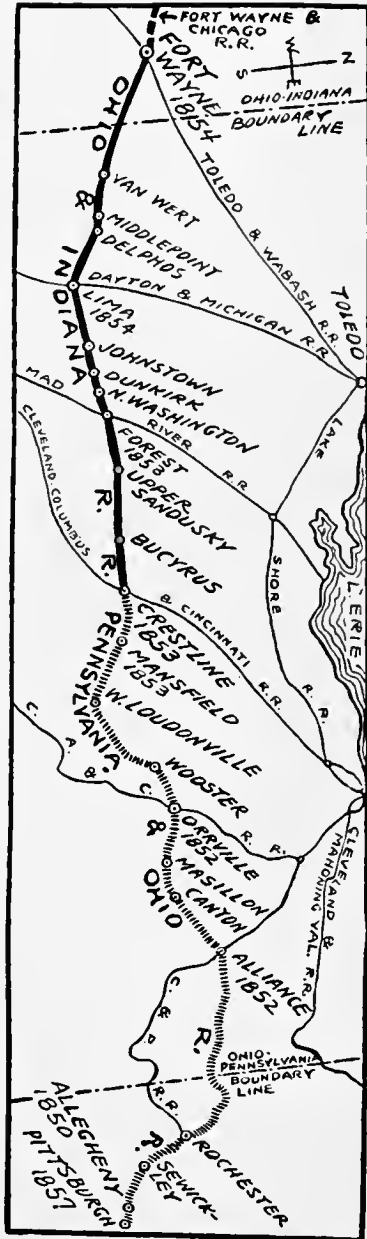 FORT WAYNE &
CHICAGO
R.R.
W
N
S
E
FORT
WAYNE
1854
OHIO-INDIANA
BOUNDARY
LINE
OHIO & INDIANA R. R.
TOLEDO & WABASH R.R.
VAN WERT
MIDDLEPOINT
DELPHOS
DAYTON & MICHIGAN R.R.
TOLEDO
LIMA
1854
JOHNSTOWN
DUNKIRK
N. WASHINGTON
MAD RIVER R.R.
LAKE SHORE R. R.
FOREST
1853
UPPER
SANDUSKY
CLEVELAND-COLUMBUS & CINCINNATI R.R.
BUCYRUS
L. ERIE
CRESTLINE
1853
MANSFIELD
1853
PENNSYLVANIA & OHIO R. R.
W. LOUDONVILLE
WOOSTER
C. A. & C. R. R.
ORRVILLE
1852
MASILLON
CANTON
CLEVELAND &
MAHONING VAL. R.R.
ALLIANCE
1852
C. & P. R.R.
OHIO-
PENNSYLVANIA
BOUNDARY
LINE
ROCHESTER
SEWICK-
LEY
ALLEGHENY
1850
PITTSBURGH
1857